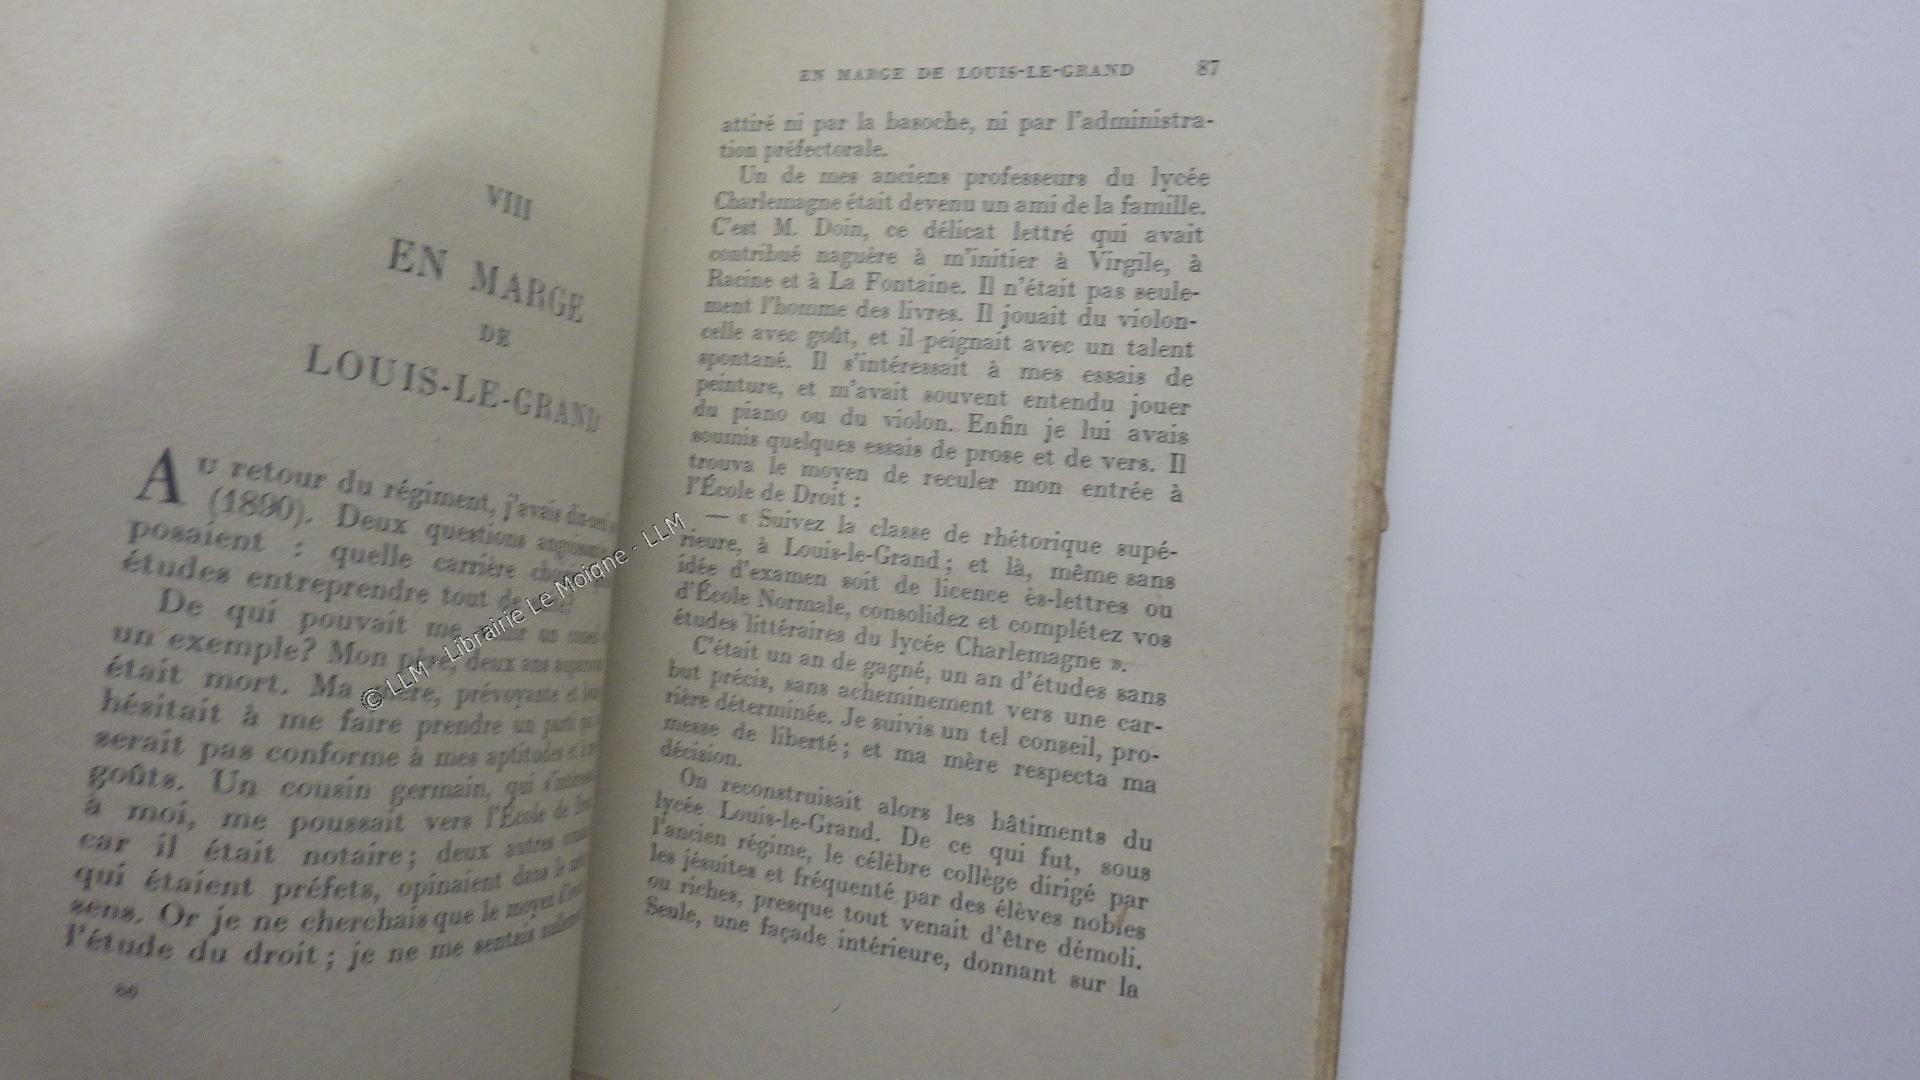 VIII
EN MARGE
DE
LOUIS-LE-GRAND
AU retour du régiment, j'avais
(1890). Deux questions
posaient : quelle carrière
études entreprendre tout de
De qui pouvait me un
un exemple? Mon père, deux ans
était mort. Ma mère, prévoyante et
hésitait à me faire prendre un parti
serait pas conforme à mes aptitudes et à
goûts. Un cousin germain, qui
à moi, me poussait vers l'École de
car il était notaire; deux autres
qui étaient préfets, opinaient dans le
sens. Or je ne cherchais que le moyen
l'étude du droit; je ne me sentais nullement
86
EN MARGE DE LOUIS-LE-GRAND 87
attiré ni par la basoche, ni par l'administra-
tion préfectorale.
Un de mes anciens professeurs du lycée
Charlemagne était devenu un ami de la famille.
C'est M. Doin, ce délicat lettré qui avait
contribué naguère à m'initier à Virgile, à
Racine et à La Fontaine. Il n'était pas seule-
ment l'homme des livres. Il jouait du violon-
celle avec goût, et il peignait avec un talent
spontané. Il s'intéressait à mes essais de
peinture, et m'avait souvent entendu jouer
du piano ou du violon. Enfin je lui avais
soumis quelques essais de prose et de vers. Il
trouva le moyen de reculer mon entrée à
l'École de Droit :
— « Suivez la classe de rhétorique supé-
rieure, à Louis-le-Grand; et là, même sans
idée d'examen soit de licence ès-lettres ou
d'École Normale, consolidez et complétez vos
études littéraires du lycée Charlemagne ».
C'était un an de gagné, un an d'études sans
but précis, sans acheminement vers une car-
rière déterminée. Je suivis un tel conseil, pro-
messe de liberté; et ma mère respecta ma
décision.
On reconstruisait alors les bâtiments du
lycée Louis-le-Grand. De ce qui fut, sous
l'ancien régime, le célèbre collège dirigé par
les jésuites et fréquenté par des élèves nobles
ou riches, presque tout venait d'être démoli.
Seule, une façade intérieure, donnant sur la
© LLM - Librairie Le Moigne - LLM